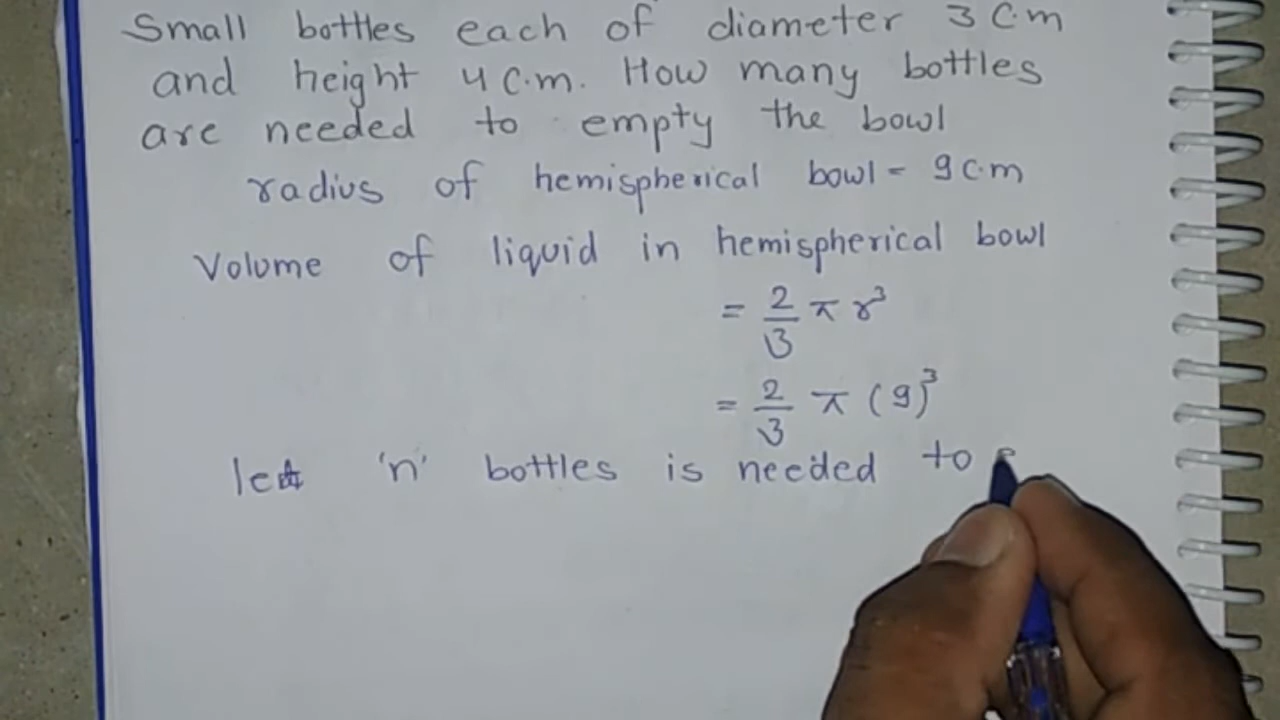 Small bottles each of diameter 3 c.m
and height 4 c.m. How many bottles
are needed to empty the bowl
radius of hemispherical bowl = 9 c.m
Volume of liquid in hemispherical bowl
= 2/3 π r³
= 2/3 π (9)³
let 'n' bottles is needed to